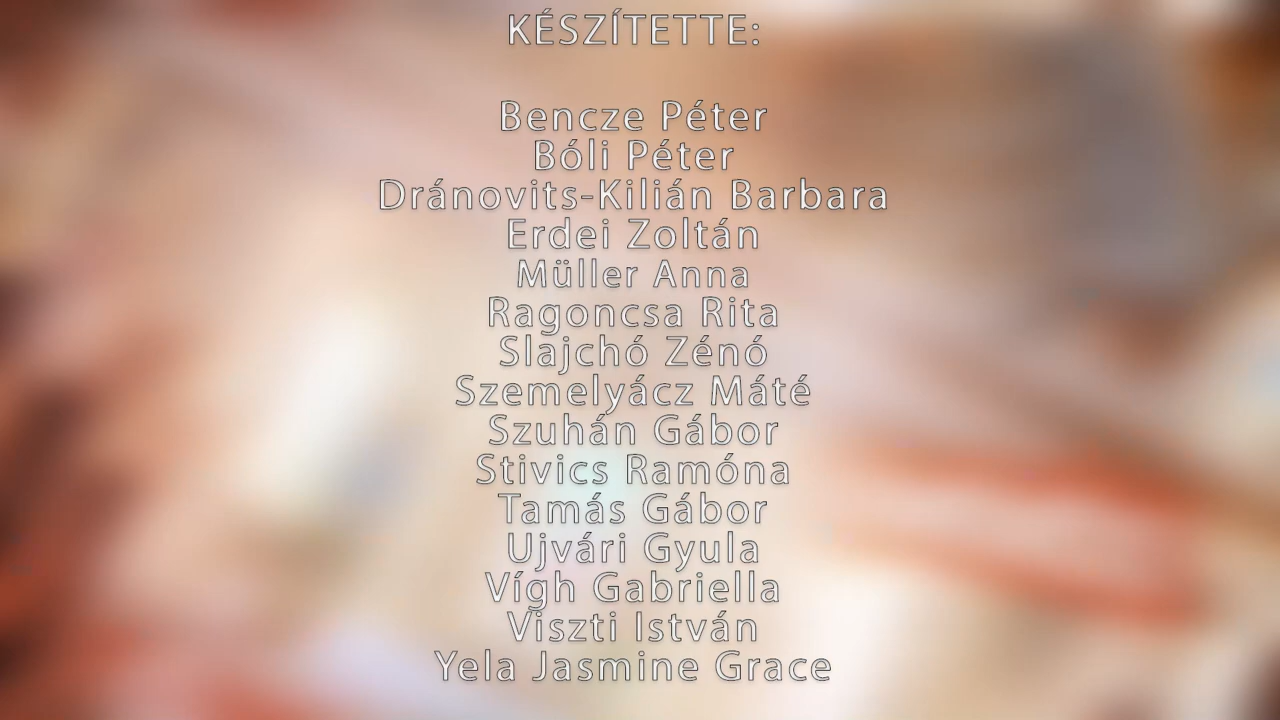 KÉSZÍTETTE:
Bencze Péter
Bóli Péter
Dránovits-Kilián Barbara
Erdei Zoltán
Müller Anna
Ragoncsa Rita
Slajchó Zénó
Szemelyácz Máté
Szuhán Gábor
Stivics Ramóna
Tamás Gábor
Ujvári Gyula
Vígh Gabriella
Viszti István
Yela Jasmine Grace